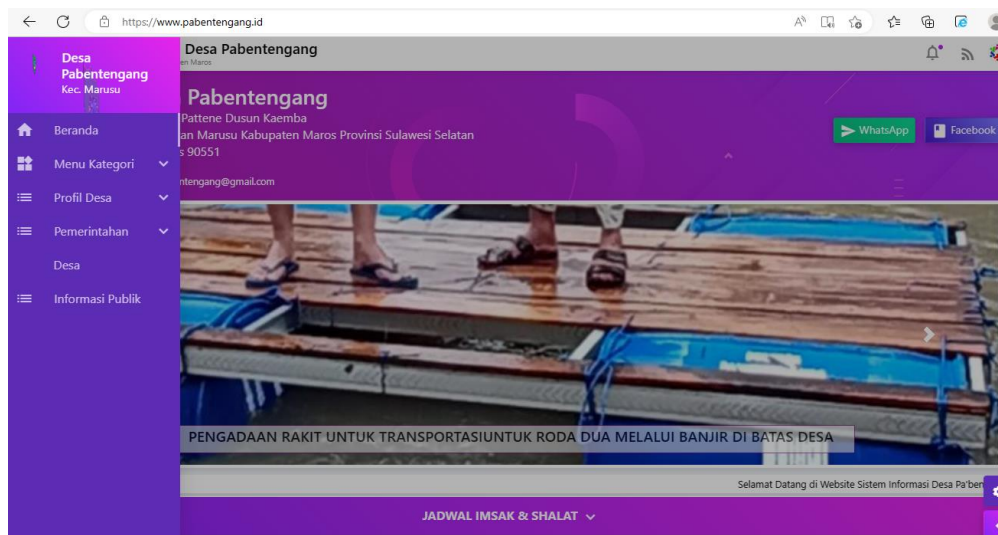 https://www.pabentengang.id
Desa
Pabentengang
Kec. Marusu
Beranda
Menu Kategori
Profil Desa
Pemerintahan
Desa
Informasi Publik
Desa Pabentengang
en Maros
Pabentengang
Pattene Dusun Kaemba
an Marusu Kabupaten Maros Provinsi Sulawesi Selatan
s 90551
ntengang@gmail.com
WhatsApp
Facebook
PENGADAAN RAKIT UNTUK TRANSPORTASIUNTUK RODA DUA MELALUI BANJIR DI BATAS DESA
Selamat Datang di Website Sistem Informasi Desa Pa'ben
JADWAL IMSAK & SHALAT